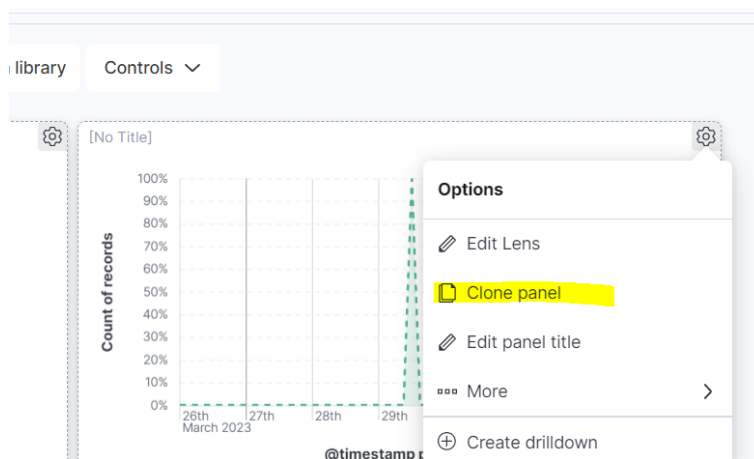 library
Controls
[No Title]
Options
100%
90%
80%
70%
60%
50%
40%
30%
20%
10%
0%
Count of records
26th
March 2023
27th
28th
29th
@timestamp
Edit Lens
Clone panel
Edit panel title
More
Create drilldown